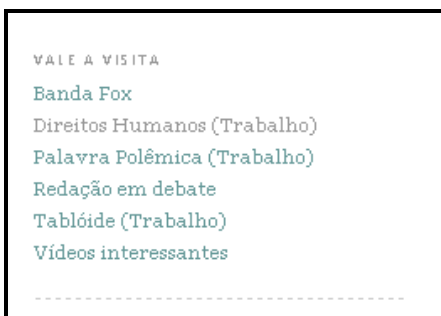 VALE A VISITA
Banda Fox
Direitos Humanos (Trabalho)
Palavra Polêmica (Trabalho)
Redação em debate
Tablóide (Trabalho)
Vídeos interessantes